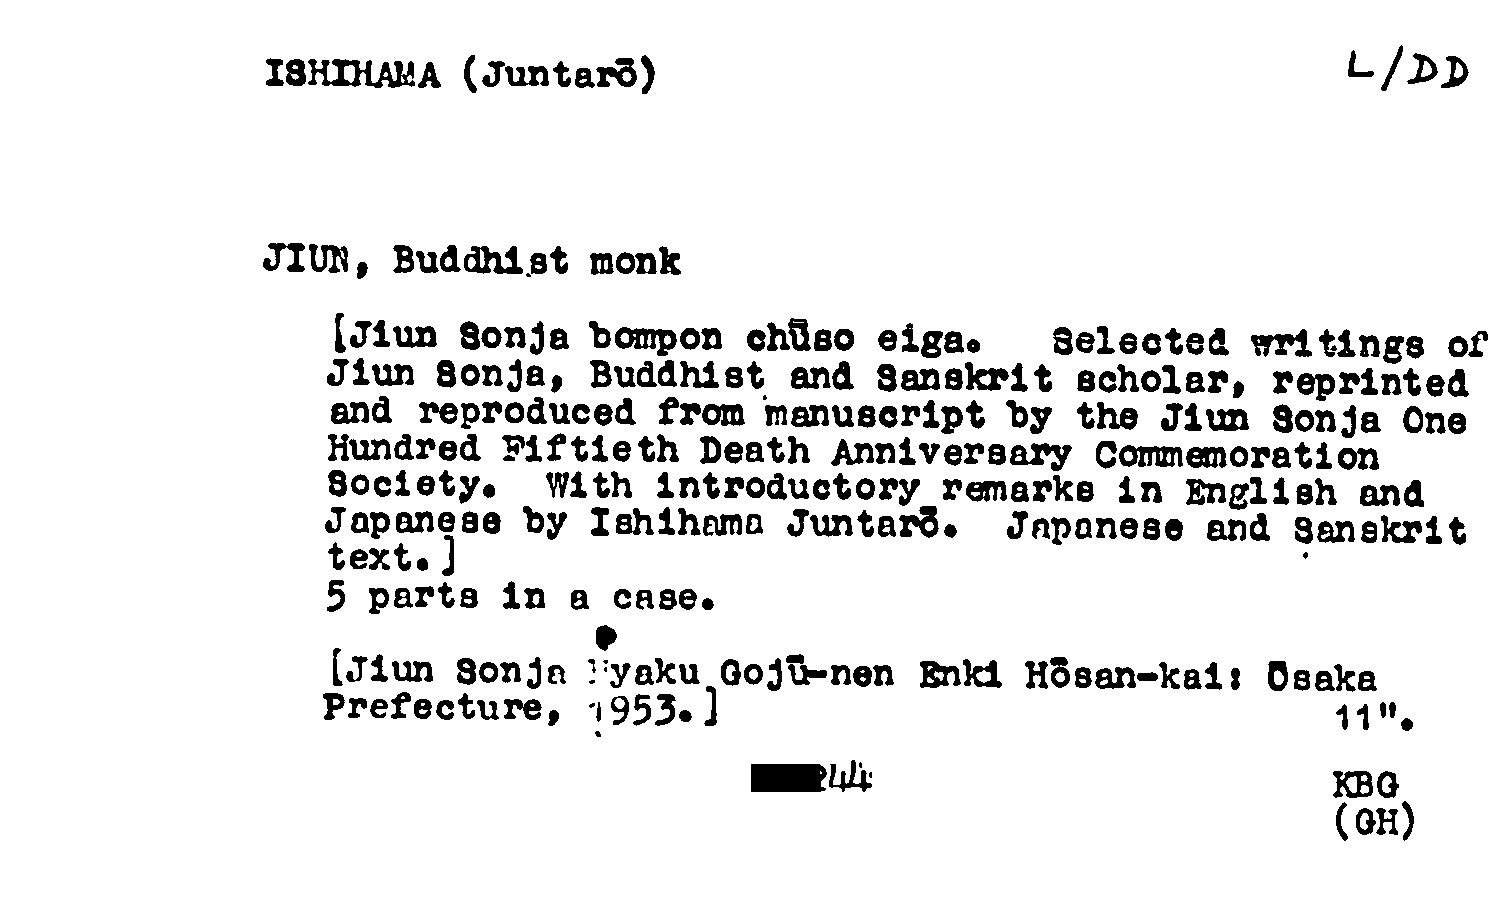 ISHIHAMA (Juntarō)
L/DD
JIUN, Buddhist monk
[Jiun Sonja bompon chūso eiga. Selected writings of
Jiun Sonja, Buddhist and Sanskrit scholar, reprinted
and reproduced from manuscript by the Jiun Sonja One
Hundred Fiftieth Death Anniversary Commemoration
Society. With introductory remarks in English and
Japanese by Ishihama Juntarō. Japanese and Sanskrit
text.]
5 parts in a case.
[Jiun Sonja Hyaku Gojū-nen Enki Hōsan-kai: Ōsaka
Prefecture, 1953.]
11".
KBG
(GH)